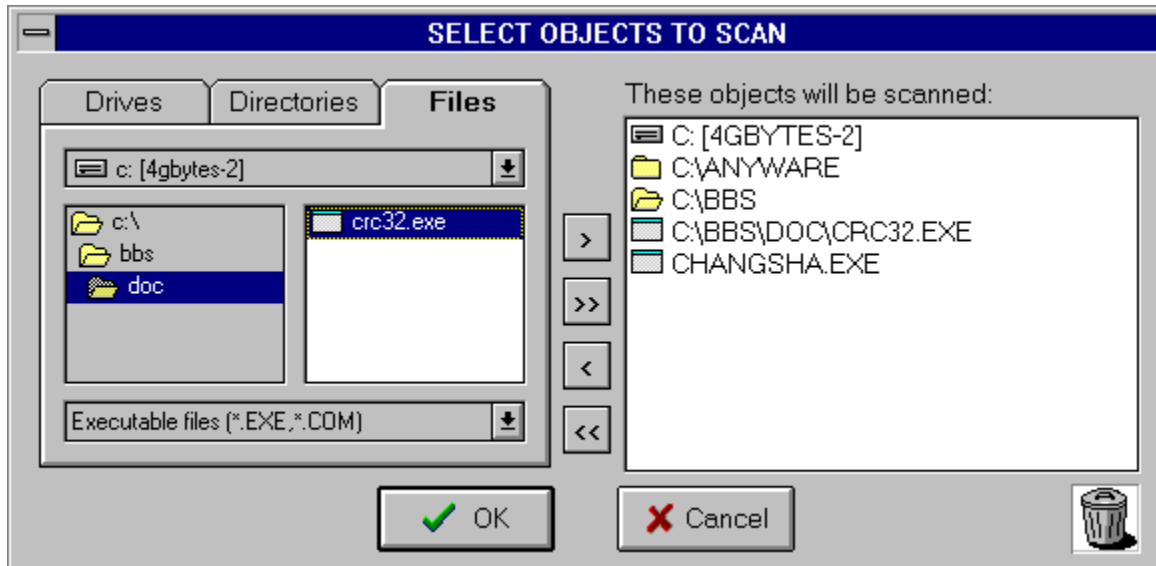 SELECT OBJECTS TO SCAN
Drives
Directories
Files
c: [4gbytes-2]
c:\
bbs
doc
crc32.exe
Executable files (*.EXE,*.COM)
>
>>
<
<<
These objects will be scanned:
C: [4GBYTES-2]
C:\ANYWARE
C:\BBS
C:\BBS\DOC\CRC32.EXE
CHANGSHA.EXE
OK
Cancel